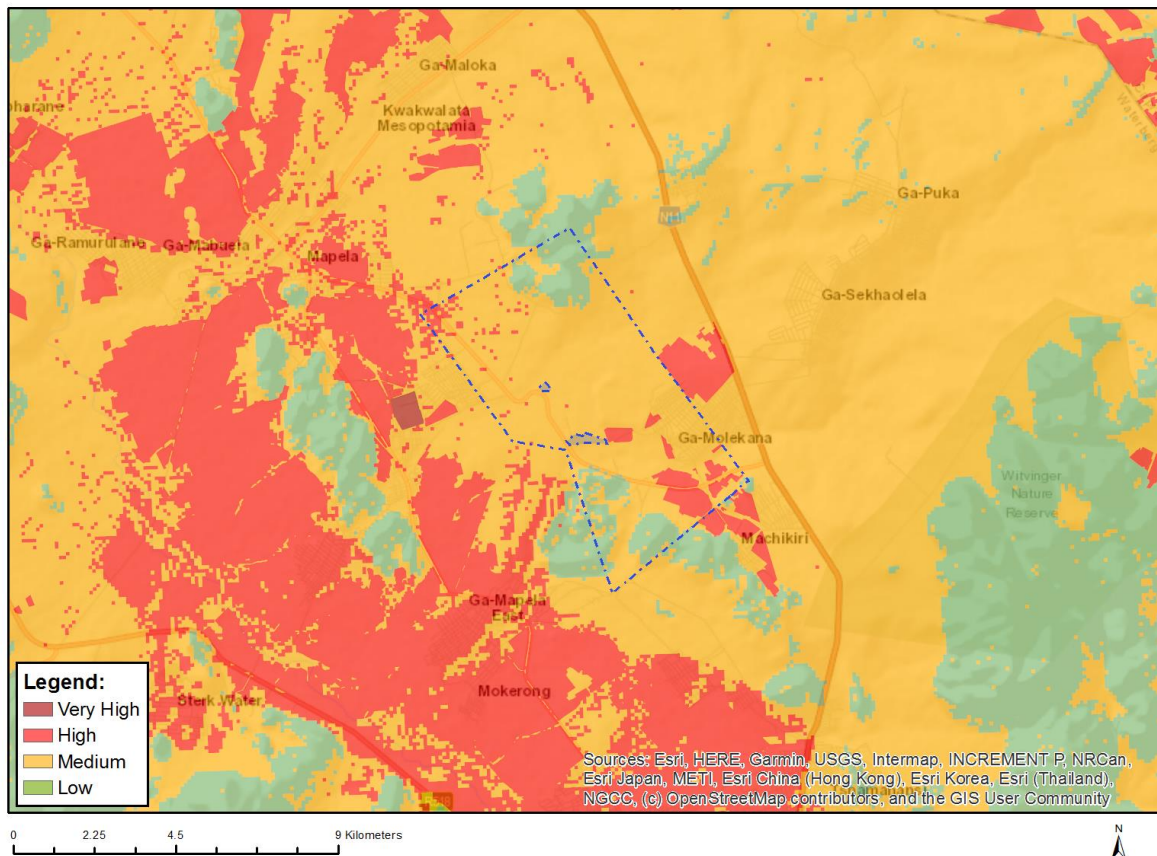 Ga-Maloka
Kwakwalata
Mesopotamia
N11
Ga-Puka
Ga-Ramurulane
Ga-Mabuela
Mapela
Ga-Sekhaolela
Ga-Molekana
Witvinger
Nature
Reserve
Machikiri
Ga-Mapela
East
Mokerong
Sterk Water
Legend:
Very High
High
Medium
Low
Sources: Esri, HERE, Garmin, USGS, Intermap, INCREMENT P, NRCan,
Esri Japan, METI, Esri China (Hong Kong), Esri Korea, Esri (Thailand),
NGCC, (c) OpenStreetMap contributors, and the GIS User Community
0 2.25 4.5 9 Kilometers
N